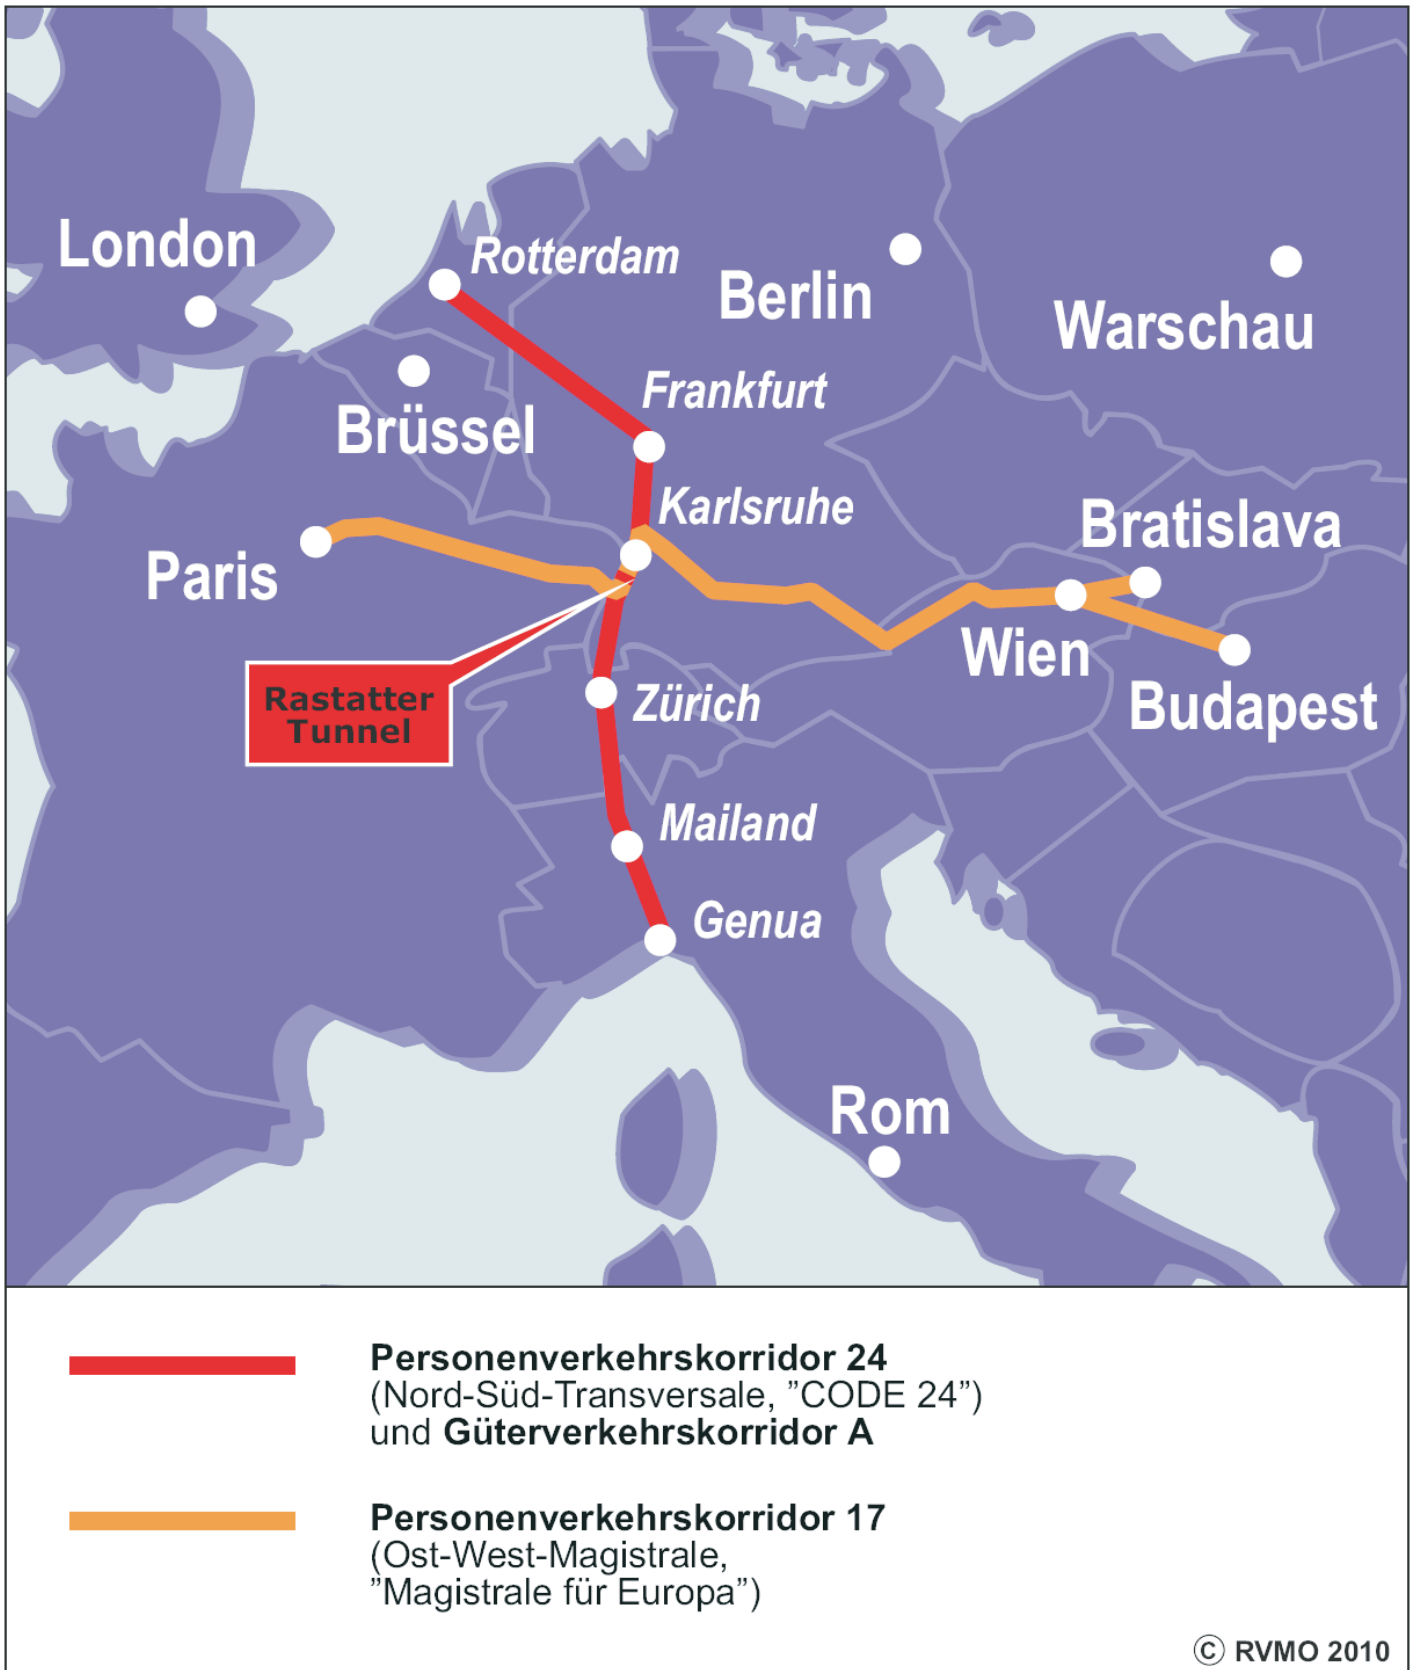 London
Rotterdam
Berlin
Warschau
Frankfurt
Brüssel
Karlsruhe
Bratislava
Paris
Wien
Rastatter
Tunnel
Zürich
Budapest
Mailand
Genua
Rom
Personenverkehrskorridor 24
(Nord-Süd-Transversale, ”CODE 24”)
und Güterverkehrskorridor A
Personenverkehrskorridor 17
(Ost-West-Magistrale,
”Magistrale für Europa”)
© RVMO 2010